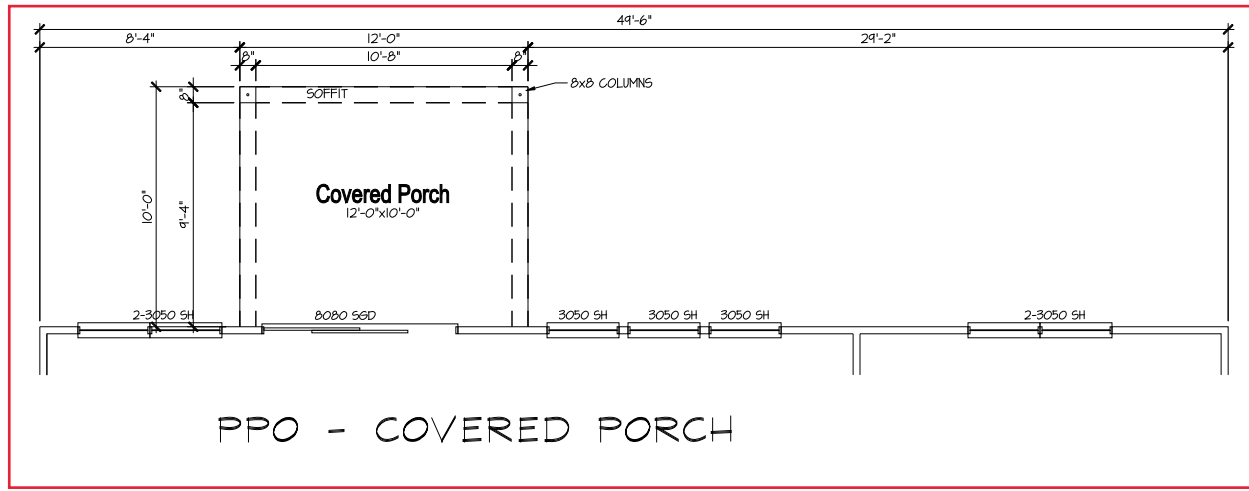 49'-6"
8'-4"
12'-0"
29'-2"
8"
10'-8"
8"
8x8 COLUMNS
8"
SOFFIT
10'-0"
9'-4"
Covered Porch
12'-0"x10'-0"
2-3050 SH
8080 SGD
3050 SH
3050 SH
3050 SH
2-3050 SH
PPO - COVERED PORCH